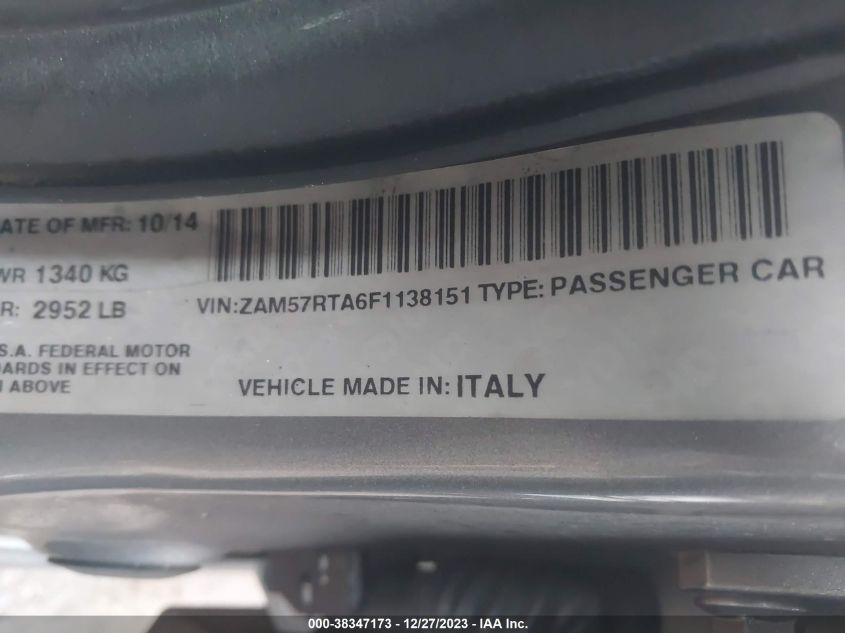 ATE OF MFR: 10/14
WR 1340 KG
R: 2952 LB
VIN:ZAM57RTA6F1138151 TYPE: PASSENGER CAR
S.A. FEDERAL MOTOR
ARDS IN EFFECT ON
ABOVE
VEHICLE MADE IN: ITALY
000-38347173 - 12/27/2023 - IAA Inc.